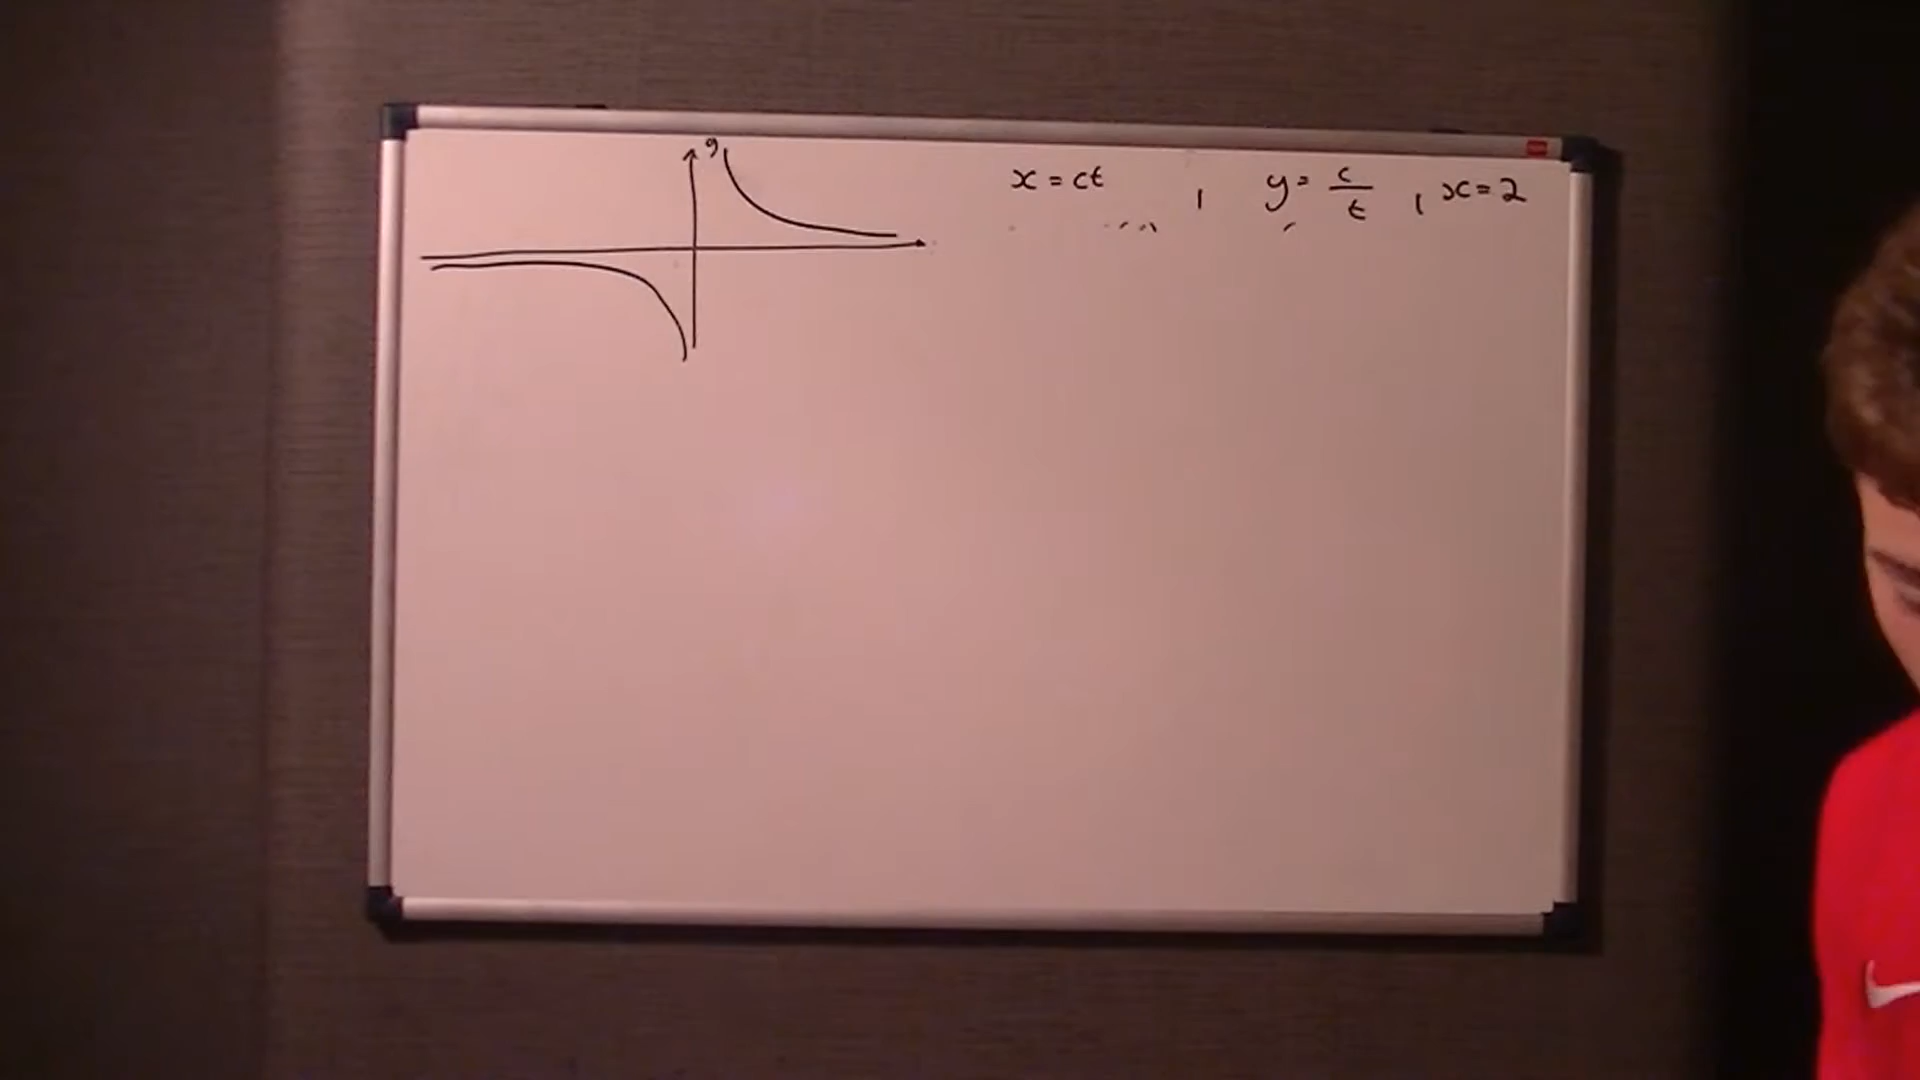 y
x = ct , y = c/t , x = 2